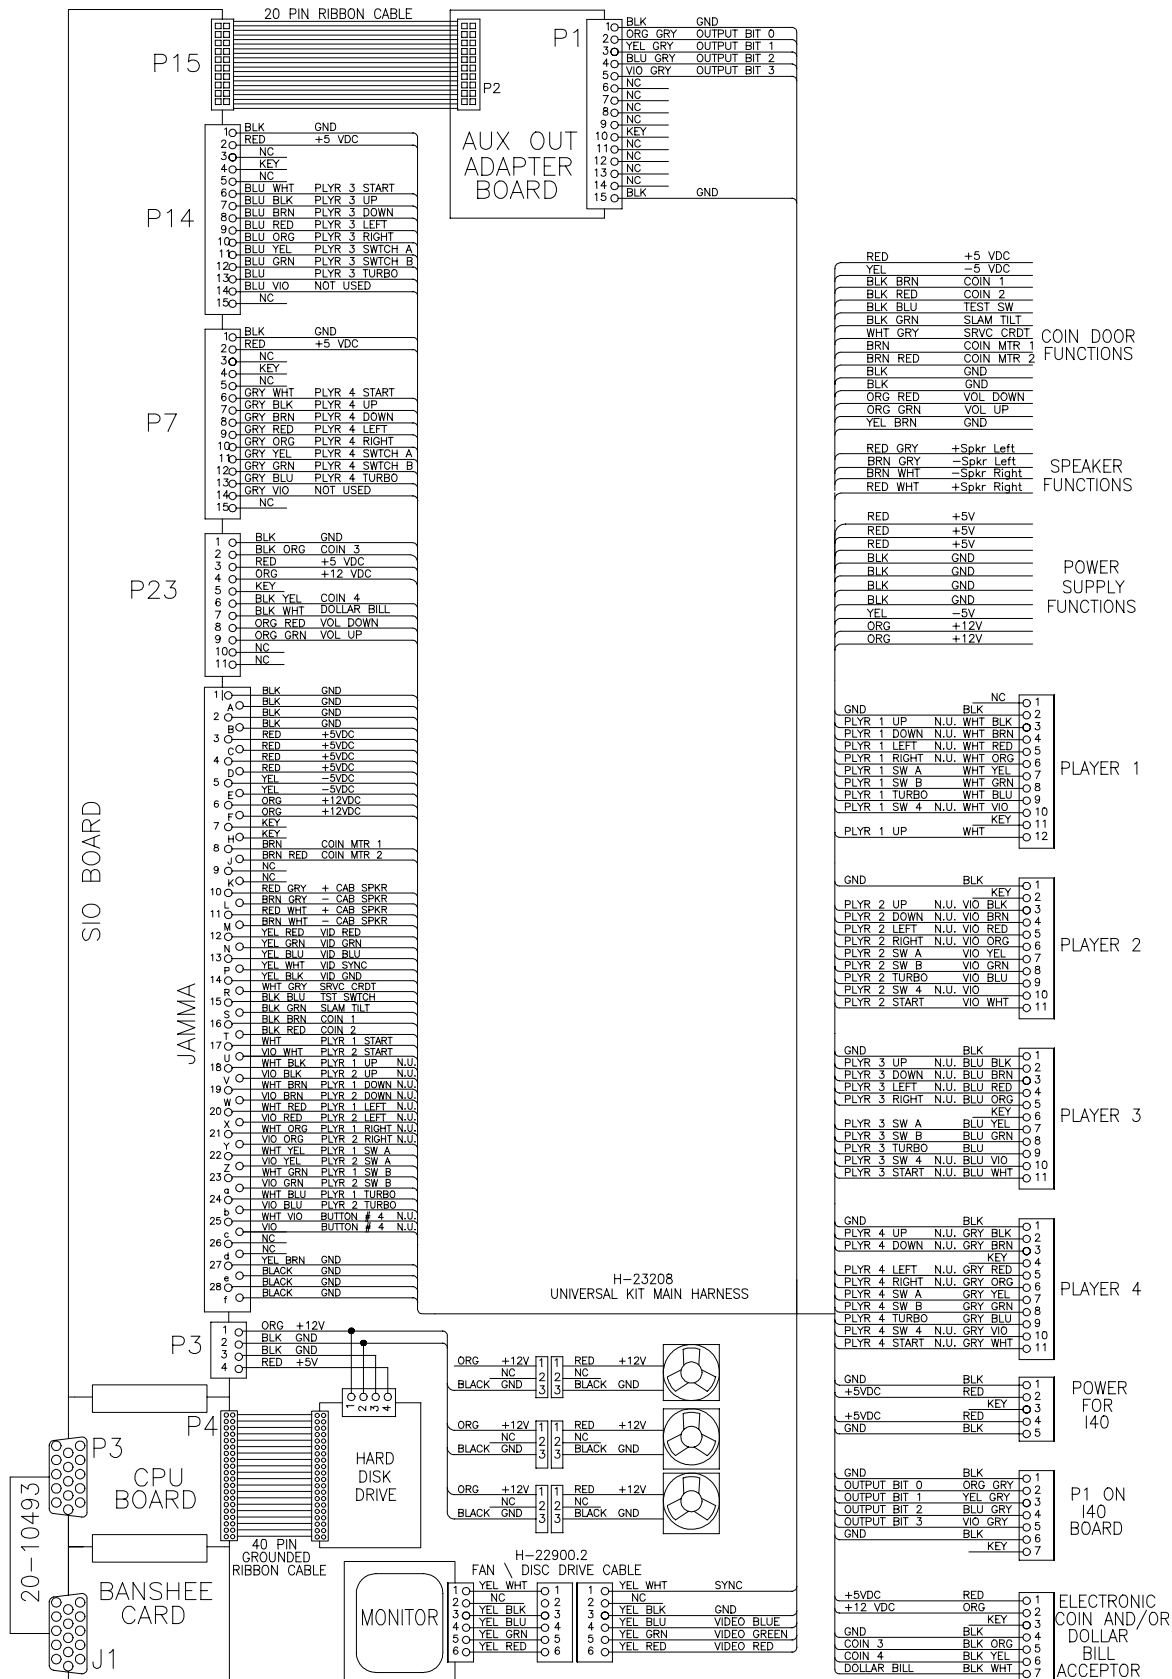 20 PIN RIBBON CABLE
P15
P2
P1
AUX OUT
ADAPTER
BOARD
1 BLK GND
2 ORG GRY OUTPUT BIT 0
3 YEL GRY OUTPUT BIT 1
4 BLU GRY OUTPUT BIT 2
5 VIO GRY OUTPUT BIT 3
6 NC
7 NC
8 NC
9 NC
10 KEY
11 NC
12 NC
13 NC
14 NC
15 BLK GND
P14
1 BLK GND
2 RED +5 VDC
3 NC
4 KEY
5 NC
6 BLU WHT PLYR 3 START
7 BLU BLK PLYR 3 UP
8 BLU BRN PLYR 3 DOWN
9 BLU RED PLYR 3 LEFT
10 BLU ORG PLYR 3 RIGHT
11 BLU YEL PLYR 3 SWTCH A
12 BLU GRN PLYR 3 SWTCH B
13 BLU PLYR 3 TURBO
14 BLU VIO NOT USED
15 NC
P7
1 BLK GND
2 RED +5 VDC
3 NC
4 KEY
5 NC
6 GRY WHT PLYR 4 START
7 GRY BLK PLYR 4 UP
8 GRY BRN PLYR 4 DOWN
9 GRY RED PLYR 4 LEFT
10 GRY ORG PLYR 4 RIGHT
11 GRY YEL PLYR 4 SWTCH A
12 GRY GRN PLYR 4 SWTCH B
13 GRY BLU PLYR 4 TURBO
14 GRY VIO NOT USED
15 NC
P23
1 BLK GND
2 BLK ORG COIN 3
3 RED +5 VDC
4 ORG +12 VDC
5 KEY
6 BLK YEL COIN 4
7 BLK WHT DOLLAR BILL
8 ORG RED VOL DOWN
9 ORG GRN VOL UP
10 NC
11 NC
SIO BOARD
JAMMA
1 BLK GND
A BLK GND
2 BLK GND
B BLK GND
3 RED +5VDC
C RED +5VDC
4 RED +5VDC
D RED +5VDC
5 YEL -5VDC
E YEL -5VDC
6 ORG +12VDC
F ORG +12VDC
7 KEY
H KEY
8 BRN COIN MTR 1
J BRN RED COIN MTR 2
9 NC
K NC
10 RED GRY + CAB SPKR
L BRN GRY - CAB SPKR
11 RED WHT + CAB SPKR
M BRN WHT - CAB SPKR
12 YEL RED VID RED
N YEL GRN VID GRN
13 YEL BLU VID BLU
P YEL WHT VID SYNC
14 YEL BLK VID GND
R WHT GRY SRVC CRDT
15 BLK BLU TST SWTCH
S BLK GRN SLAM TILT
16 BLK BRN COIN 1
T BLK RED COIN 2
17 WHT PLYR 1 START
U VIO WHT PLYR 2 START
18 WHT BLK PLYR 1 UP N.U.
V VIO BLK PLYR 2 UP N.U.
19 WHT BRN PLYR 1 DOWN N.U.
W VIO BRN PLYR 2 DOWN N.U.
20 WHT RED PLYR 1 LEFT N.U.
X VIO RED PLYR 2 LEFT N.U.
21 WHT ORG PLYR 1 RIGHT N.U.
Y VIO ORG PLYR 2 RIGHT N.U.
22 WHT YEL PLYR 1 SW A
Z VIO YEL PLYR 2 SW A
23 WHT GRN PLYR 1 SW B
a VIO GRN PLYR 2 SW B
24 WHT BLU PLYR 1 TURBO
b VIO BLU PLYR 2 TURBO
25 WHT VIO BUTTON # 4 N.U.
c VIO BUTTON # 4 N.U.
26 NC
d NC
27 YEL BRN GND
e BLACK GND
28 BLACK GND
f BLACK GND
H-23208
UNIVERSAL KIT MAIN HARNESS
RED +5 VDC
YEL -5 VDC
BLK BRN COIN 1
BLK RED COIN 2
BLK BLU TEST SW
BLK GRN SLAM TILT
WHT GRY SRVC CRDT
BRN COIN MTR 1
BRN RED COIN MTR 2
BLK GND
BLK GND
ORG RED VOL DOWN
ORG GRN VOL UP
YEL BRN GND
COIN DOOR
FUNCTIONS
RED GRY +Spkr Left
BRN GRY -Spkr Left
BRN WHT -Spkr Right
RED WHT +Spkr Right
SPEAKER
FUNCTIONS
RED +5V
RED +5V
RED +5V
BLK GND
BLK GND
BLK GND
BLK GND
YEL -5V
ORG +12V
ORG +12V
POWER
SUPPLY
FUNCTIONS
NC 1
GND BLK 2
PLYR 1 UP N.U. WHT BLK 3
PLYR 1 DOWN N.U. WHT BRN 4
PLYR 1 LEFT N.U. WHT RED 5
PLYR 1 RIGHT N.U. WHT ORG 6
PLYR 1 SW A WHT YEL 7
PLYR 1 SW B WHT GRN 8
PLYR 1 TURBO WHT BLU 9
PLYR 1 SW 4 N.U. WHT VIO 10
KEY 11
PLYR 1 UP WHT 12
PLAYER 1
GND BLK 1
KEY 2
PLYR 2 UP N.U. VIO BLK 3
PLYR 2 DOWN N.U. VIO BRN 4
PLYR 2 LEFT N.U. VIO RED 5
PLYR 2 RIGHT N.U. VIO ORG 6
PLYR 2 SW A VIO YEL 7
PLYR 2 SW B VIO GRN 8
PLYR 2 TURBO VIO BLU 9
PLYR 2 SW 4 N.U. VIO 10
PLYR 2 START VIO WHT 11
PLAYER 2
GND BLK 1
PLYR 3 UP N.U. BLU BLK 2
PLYR 3 DOWN N.U. BLU BRN 3
PLYR 3 LEFT N.U. BLU RED 4
PLYR 3 RIGHT N.U. BLU ORG 5
KEY 6
PLYR 3 SW A BLU YEL 7
PLYR 3 SW B BLU GRN 8
PLYR 3 TURBO BLU 9
PLYR 3 SW 4 N.U. BLU VIO 10
PLYR 3 START N.U. BLU WHT 11
PLAYER 3
GND BLK 1
PLYR 4 UP N.U. GRY BLK 2
PLYR 4 DOWN N.U. GRY BRN 3
KEY 4
PLYR 4 LEFT N.U. GRY RED 5
PLYR 4 RIGHT N.U. GRY ORG 6
PLYR 4 SW A GRY YEL 7
PLYR 4 SW B GRY GRN 8
PLYR 4 TURBO GRY BLU 9
PLYR 4 SW 4 N.U. GRY VIO 10
PLYR 4 START N.U. GRY WHT 11
PLAYER 4
GND BLK 1
+5VDC RED 2
KEY 3
+5VDC RED 4
GND BLK 5
POWER
FOR
I40
GND BLK 1
OUTPUT BIT 0 ORG GRY 2
OUTPUT BIT 1 YEL GRY 3
OUTPUT BIT 2 BLU GRY 4
OUTPUT BIT 3 VIO GRY 5
GND BLK 6
KEY 7
P1 ON
I40
BOARD
+5VDC RED 1
+12 VDC ORG 2
KEY 3
GND BLK 4
COIN 3 BLK ORG 5
COIN 4 BLK YEL 6
DOLLAR BILL BLK WHT 7
ELECTRONIC
COIN AND/OR
DOLLAR
BILL
ACCEPTOR
P3
1 ORG +12V
2 BLK GND
3 BLK GND
4 RED +5V
1 2 3 4
HARD
DISK
DRIVE
P4
40 PIN
GROUNDED
RIBBON CABLE
ORG +12V 1 1 RED +12V
NC 2 2 NC
BLACK GND 3 3 BLACK GND
ORG +12V 1 1 RED +12V
NC 2 2 NC
BLACK GND 3 3 BLACK GND
ORG +12V 1 1 RED +12V
NC 2 2 NC
BLACK GND 3 3 BLACK GND
H-22900.2
FAN \ DISC DRIVE CABLE
P3
CPU
BOARD
20-10493
BANSHEE
CARD
J1
MONITOR
1 YEL WHT 1 1 YEL WHT SYNC
2 NC 2 2 NC
3 YEL BLK 3 3 YEL BLK GND
4 YEL BLU 4 4 YEL BLU VIDEO BLUE
5 YEL GRN 5 5 YEL GRN VIDEO GREEN
6 YEL RED 6 6 YEL RED VIDEO RED